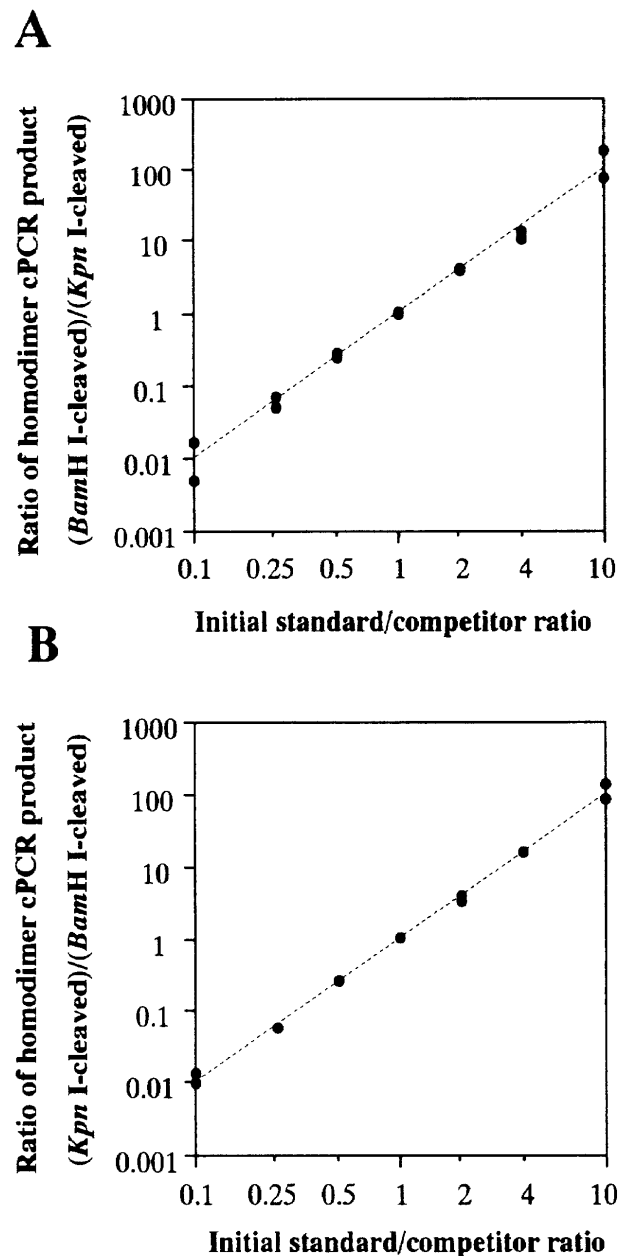 A
Ratio of homodimer cPCR product
(BamH I-cleaved)/(Kpn I-cleaved)
1000
100
10
1
0.1
0.01
0.001
0.1 0.25 0.5 1 2 4 10
Initial standard/competitor ratio
B
Ratio of homodimer cPCR product
(Kpn I-cleaved)/(BamH I-cleaved)
1000
100
10
1
0.1
0.01
0.001
0.1 0.25 0.5 1 2 4 10
Initial standard/competitor ratio